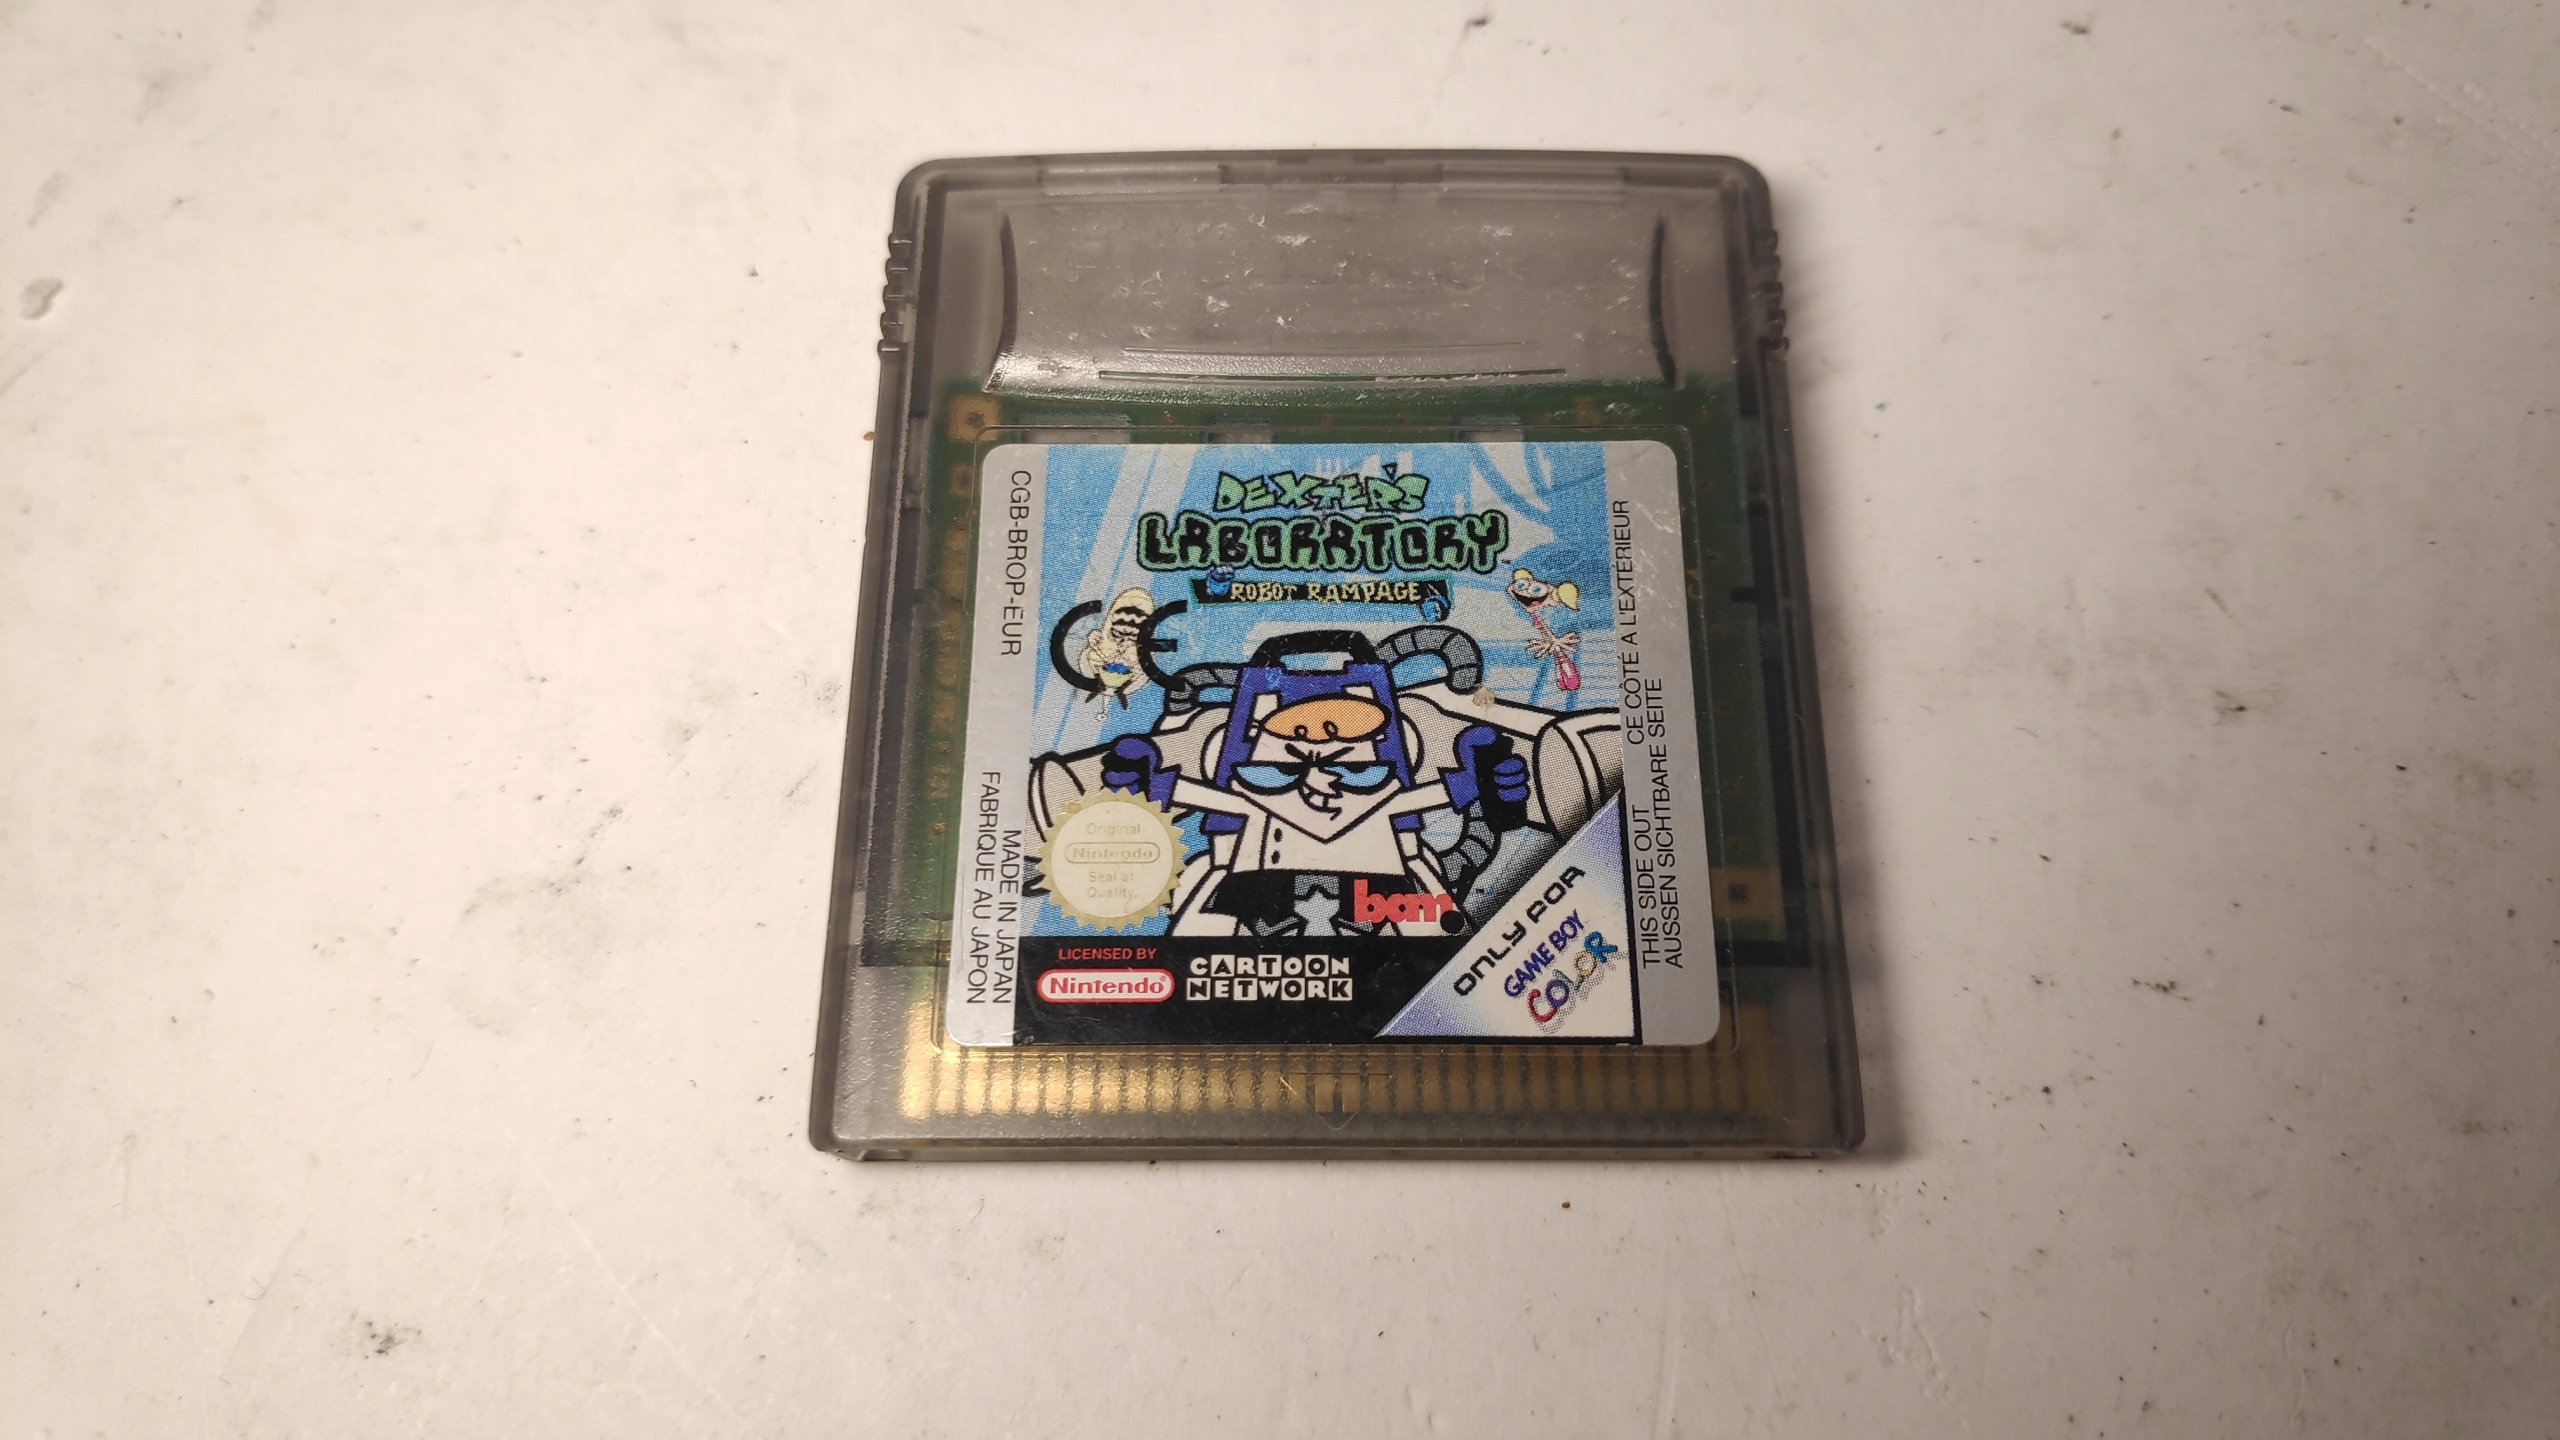 DEXTER'S
LABORATORY
ROBOT RAMPAGE
CE
CGB-BROP-EUR
MADE IN JAPAN
FABRIQUE AU JAPON
Original
Nintendo
Seal of
Quality
bam!
LICENSED BY
Nintendo®
CARTOON
NETWORK
ONLY FOR
GAME BOY
COLOR
THIS SIDE OUT
CE CÔTÉ A L'EXTÉRIEUR
AUSSEN SICHTBARE SEITE